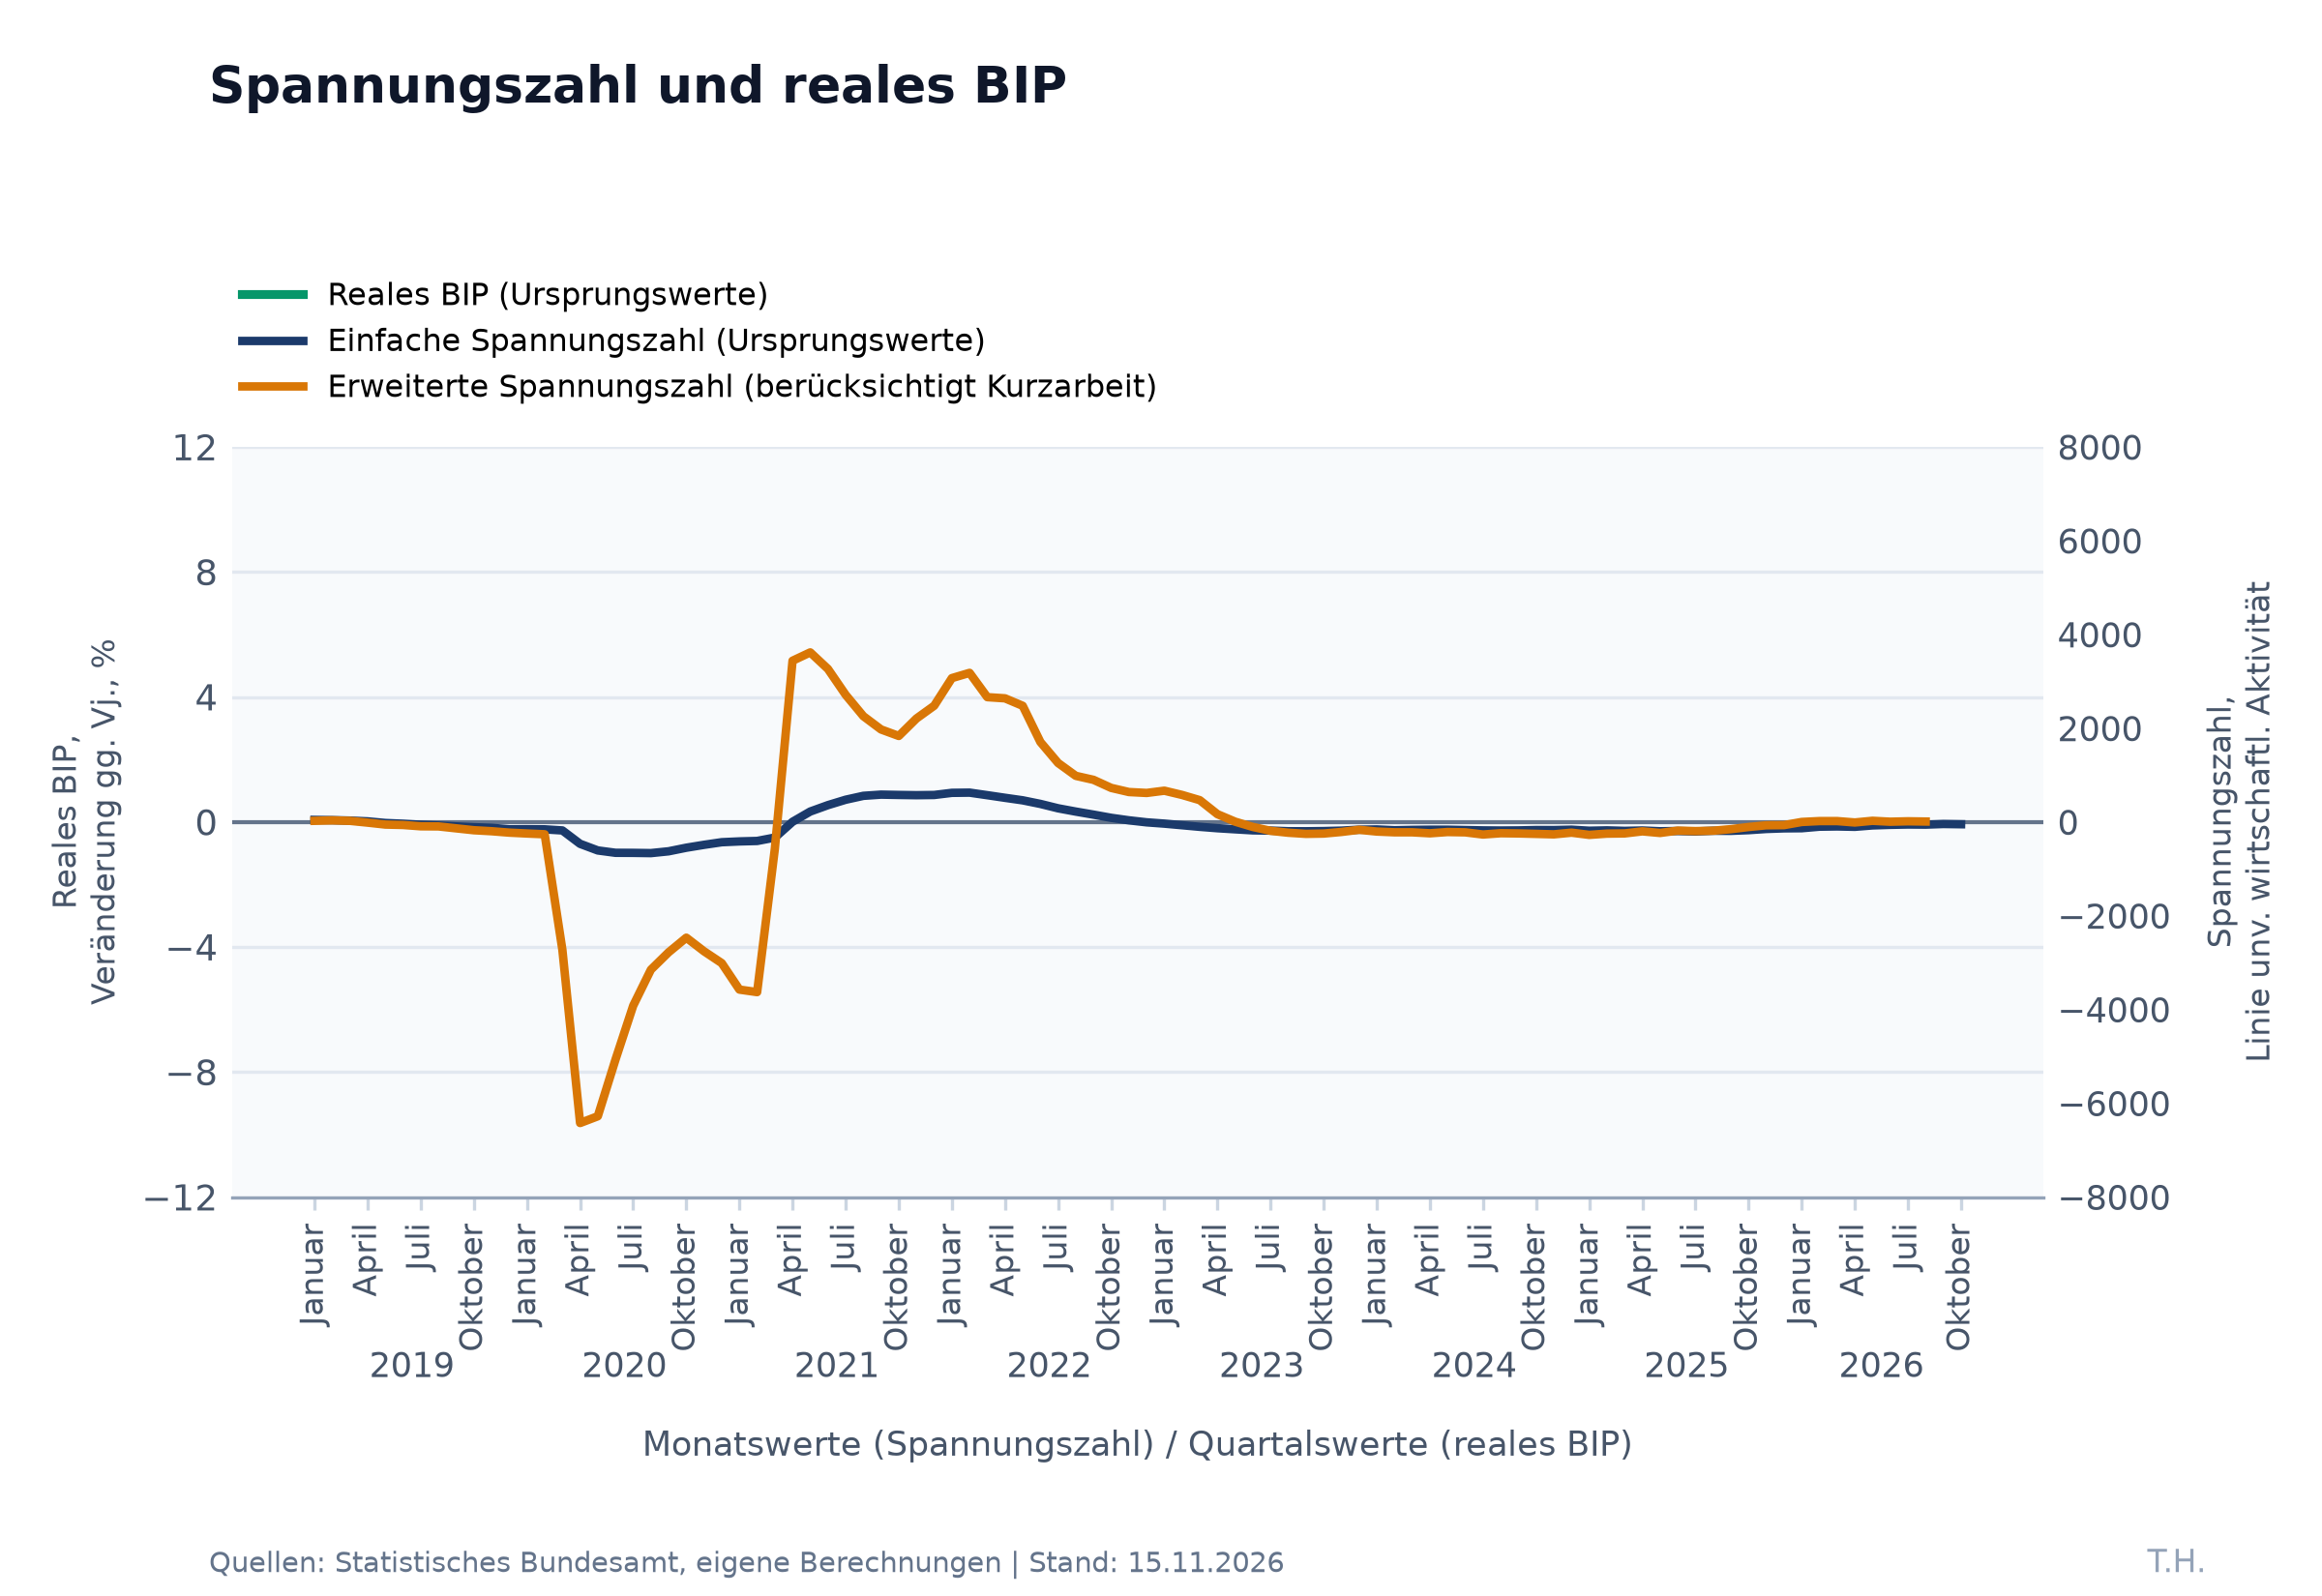 Spannungszahl und reales BIP
Reales BIP (Ursprungswerte)
Einfache Spannungszahl (Ursprungswerte)
Erweiterte Spannungszahl (berücksichtigt Kurzarbeit)
12
8
4
0
−4
−8
−12
Reales BIP,
Veränderung gg. Vj., %
8000
6000
4000
2000
0
−2000
−4000
−6000
−8000
Spannungszahl,
Linie unv. wirtschaftl. Aktivität
Januar April Juli Oktober Januar April Juli Oktober Januar April Juli Oktober Januar April Juli Oktober Januar April Juli Oktober Januar April Juli Oktober Januar April Juli Oktober Januar April Juli Oktober
2019 2020 2021 2022 2023 2024 2025 2026
Monatswerte (Spannungszahl) / Quartalswerte (reales BIP)
Quellen: Statistisches Bundesamt, eigene Berechnungen | Stand: 15.11.2026
T.H.